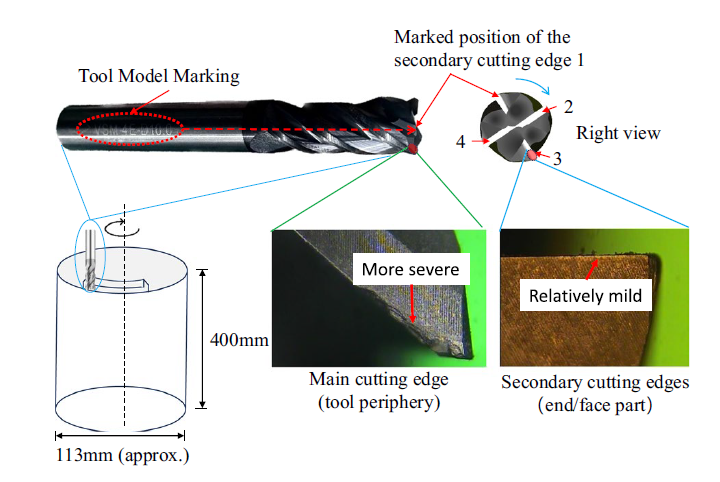 Marked position of the
secondary cutting edge 1
Tool Model Marking
2
4
Right view
3
More severe
Relatively mild
400mm
Main cutting edge
(tool periphery)
Secondary cutting edges
(end/face part)
113mm (approx.)